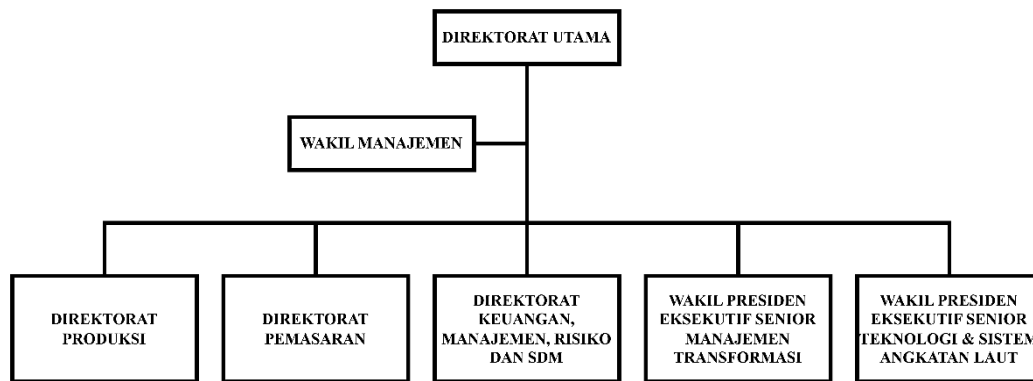 DIREKTORAT UTAMA
WAKIL MANAJEMEN
DIREKTORAT
PRODUKSI
DIREKTORAT
PEMASARAN
DIREKTORAT
KEUANGAN,
MANAJEMEN, RISIKO
DAN SDM
WAKIL PRESIDEN
EKSEKUTIF SENIOR
MANAJEMEN
TRANSFORMASI
WAKIL PRESIDEN
EKSEKUTIF SENIOR
TEKNOLOGI & SISTEM
ANGKATAN LAUT